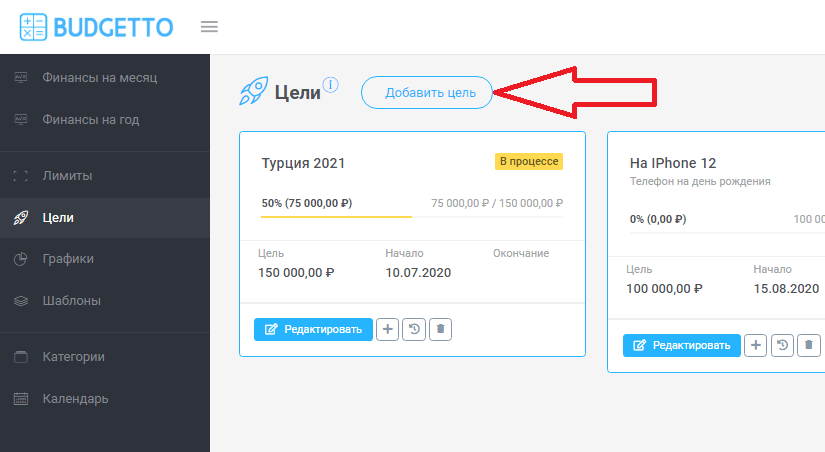 BUDGETTO
Финансы на месяц
Финансы на год
Лимиты
Цели
Графики
Шаблоны
Категории
Календарь
Цели
Добавить цель
Турция 2021
В процессе
50% (75 000,00 ₽)
75 000,00 ₽ / 150 000,00 ₽
Цель
Начало
Окончание
150 000,00 ₽
10.07.2020
Редактировать
На IPhone 12
Телефон на день рождения
0% (0,00 ₽)
100 00
Цель
Начало
100 000,00 ₽
15.08.2020
Редактировать